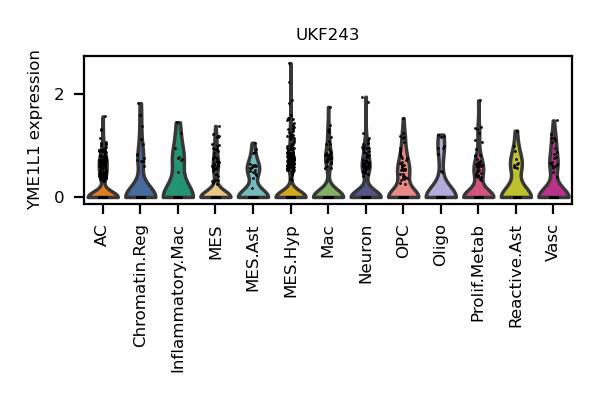 UKF243
YME1L1 expression
2
0
AC
Chromatin.Reg
Inflammatory.Mac
MES
MES.Ast
MES.Hyp
Mac
Neuron
OPC
Oligo
Prolif.Metab
Reactive.Ast
Vasc